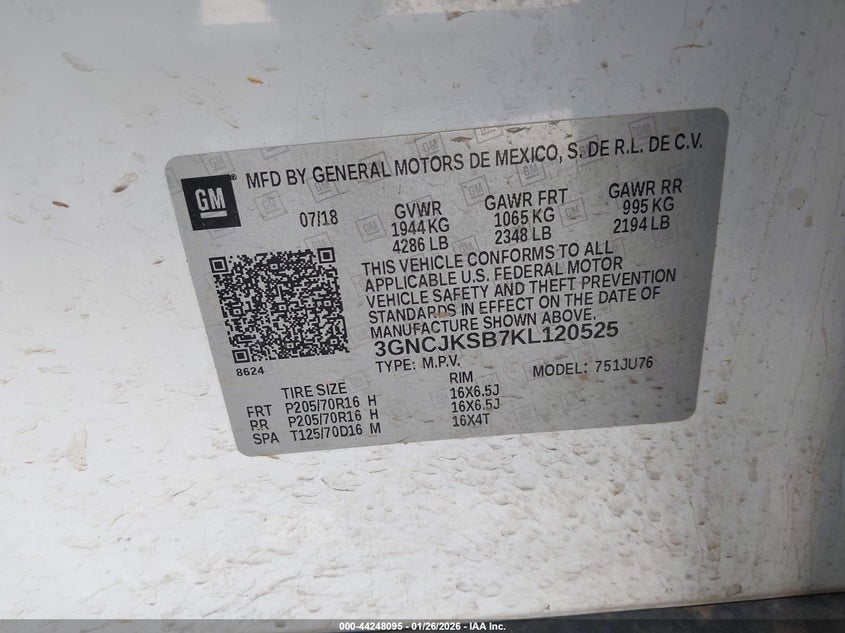 GM
MFD BY GENERAL MOTORS DE MEXICO, S. DE R.L. DE C.V.
07/18 GVWR GAWR FRT GAWR RR
1944 KG 1065 KG 995 KG
4286 LB 2348 LB 2194 LB
THIS VEHICLE CONFORMS TO ALL
APPLICABLE U.S. FEDERAL MOTOR
VEHICLE SAFETY AND THEFT PREVENTION
STANDARDS IN EFFECT ON THE DATE OF
MANUFACTURE SHOWN ABOVE.
3GNCJKSB7KL120525
8624
TYPE: M.P.V. MODEL: 751JU76
TIRE SIZE RIM
FRT P205/70R16 H 16X6.5J
RR P205/70R16 H 16X6.5J
SPA T125/70D16 M 16X4T
000-44248095 - 01/26/2026 - IAA Inc.